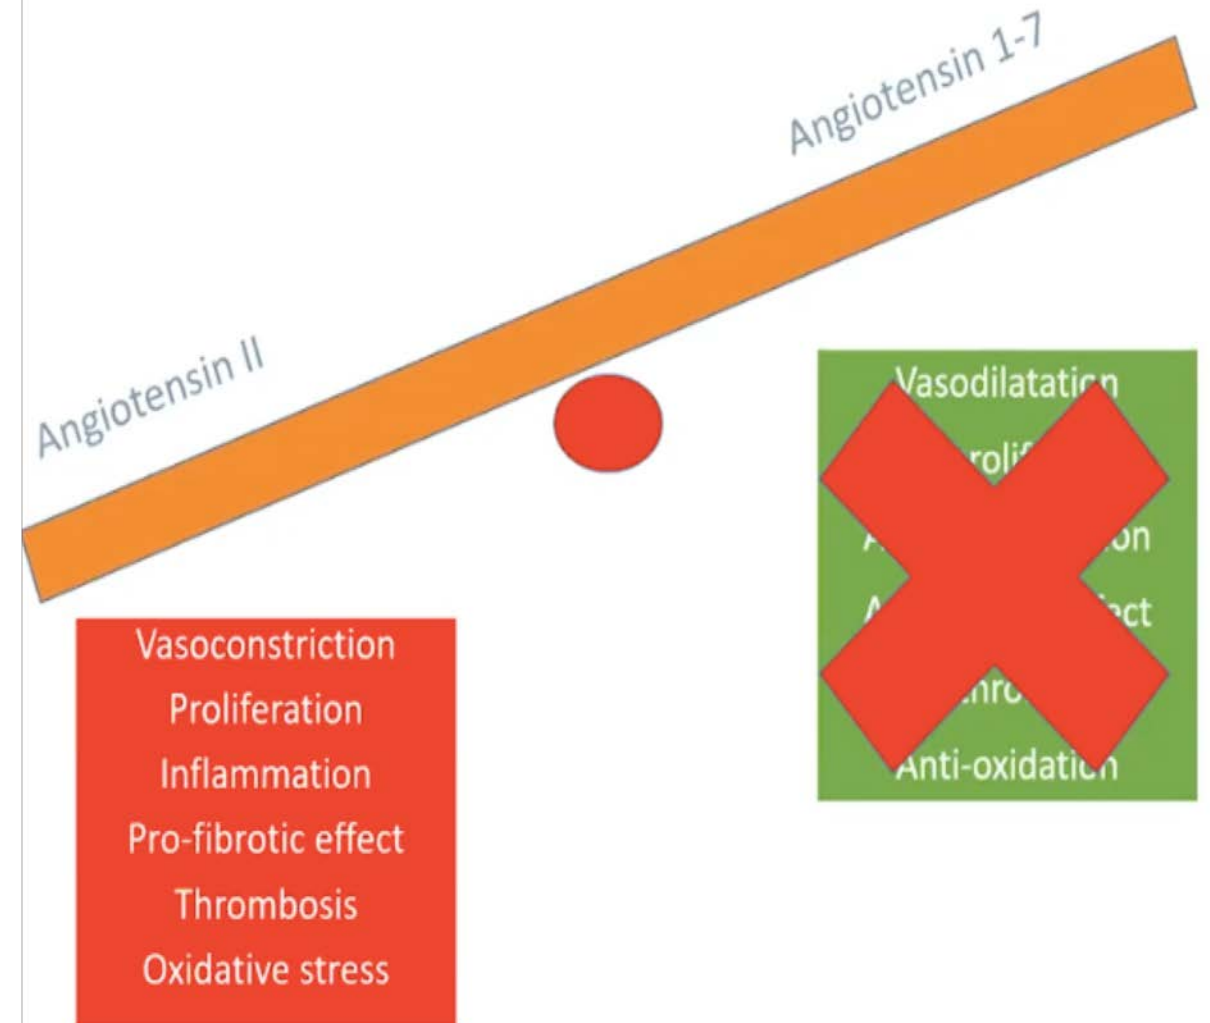 Angiotensin 1-7
Angiotensin II
Vasodilatation
Anti-oxidation
Vasoconstriction
Proliferation
Inflammation
Pro-fibrotic effect
Thrombosis
Oxidative stress